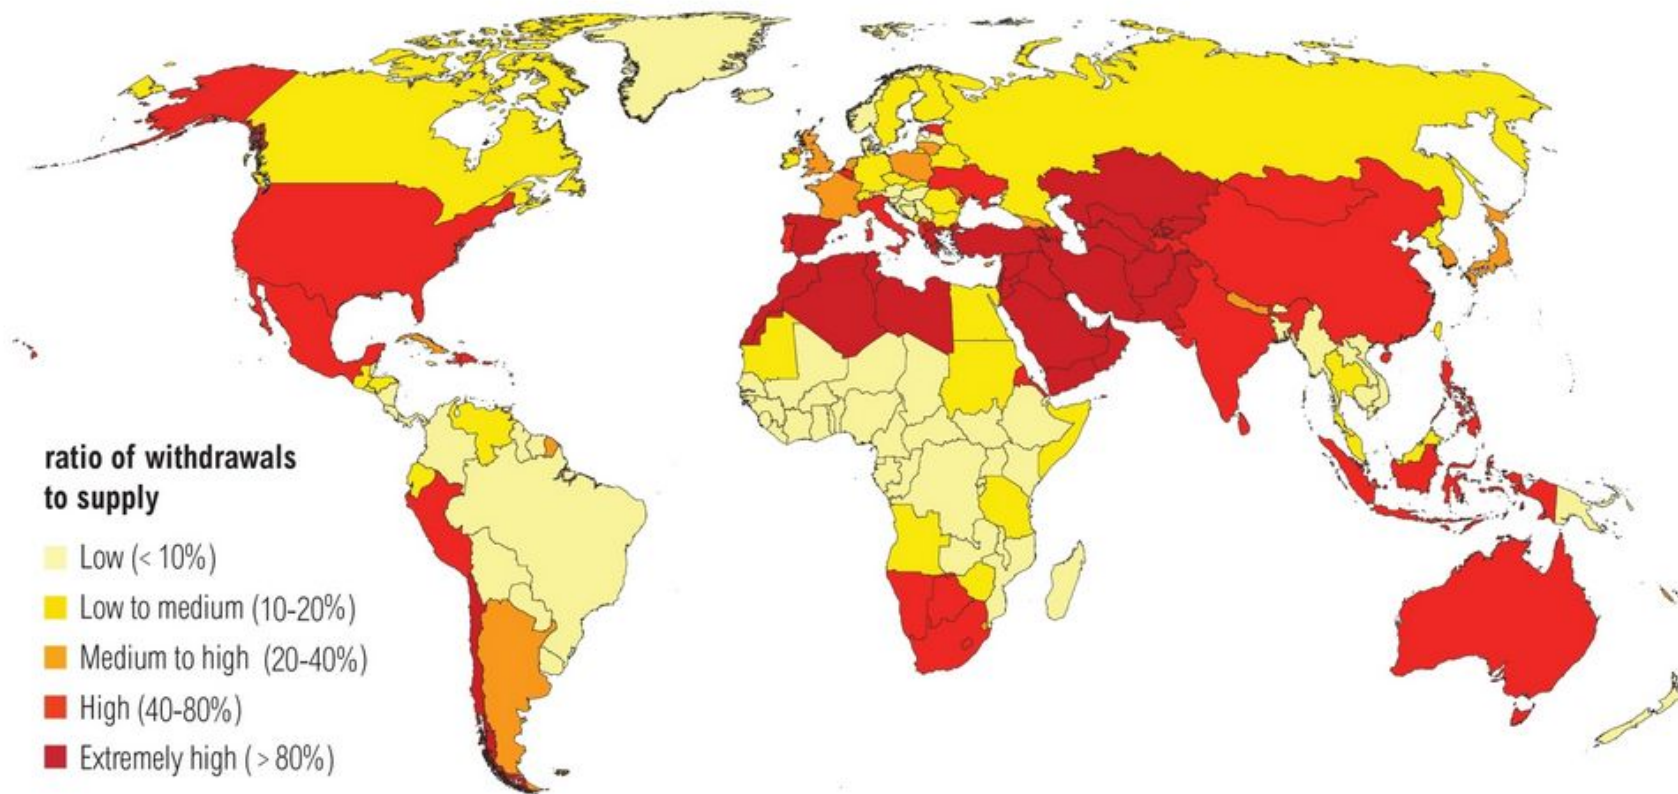 ratio of withdrawals
to supply
Low (< 10%)
Low to medium (10-20%)
Medium to high (20-40%)
High (40-80%)
Extremely high ( > 80%)